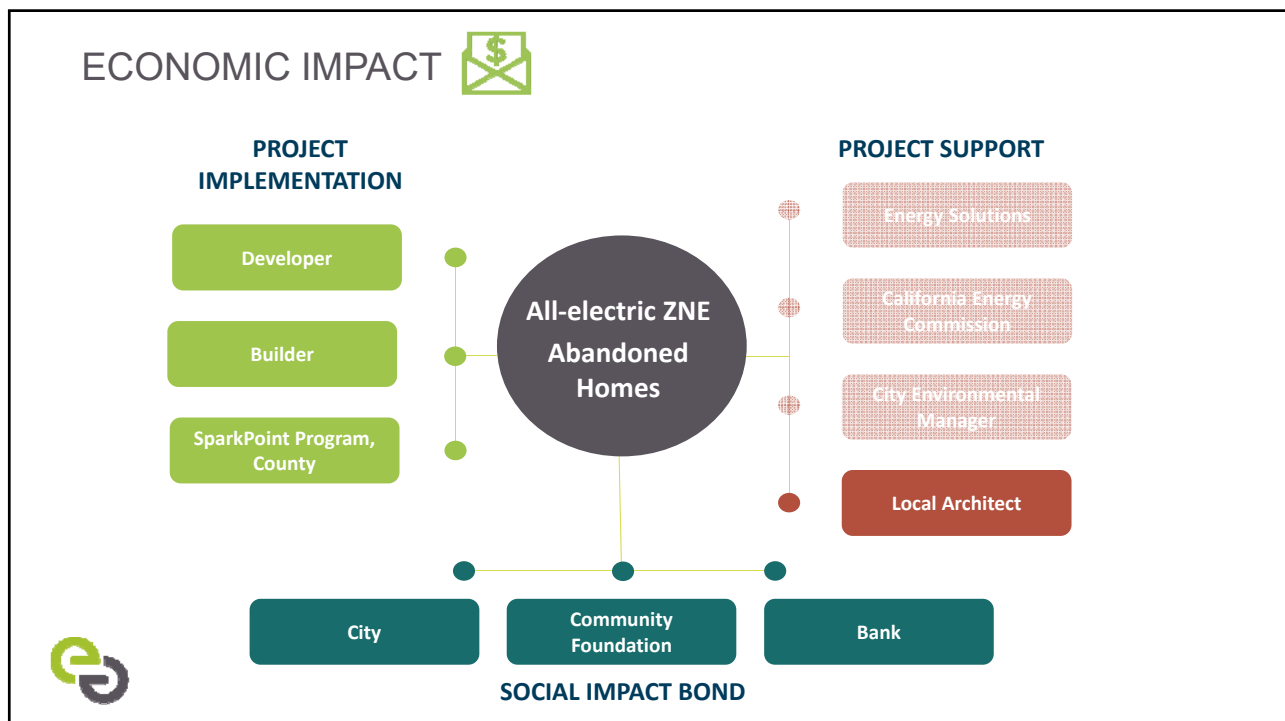 ECONOMIC IMPACT
$
PROJECT
IMPLEMENTATION
Developer
Builder
SparkPoint Program,
County
All-electric ZNE
Abandoned
Homes
PROJECT SUPPORT
Energy Solutions
California Energy
Commission
City Environmental
Manager
Local Architect
City
Community
Foundation
Bank
SOCIAL IMPACT BOND